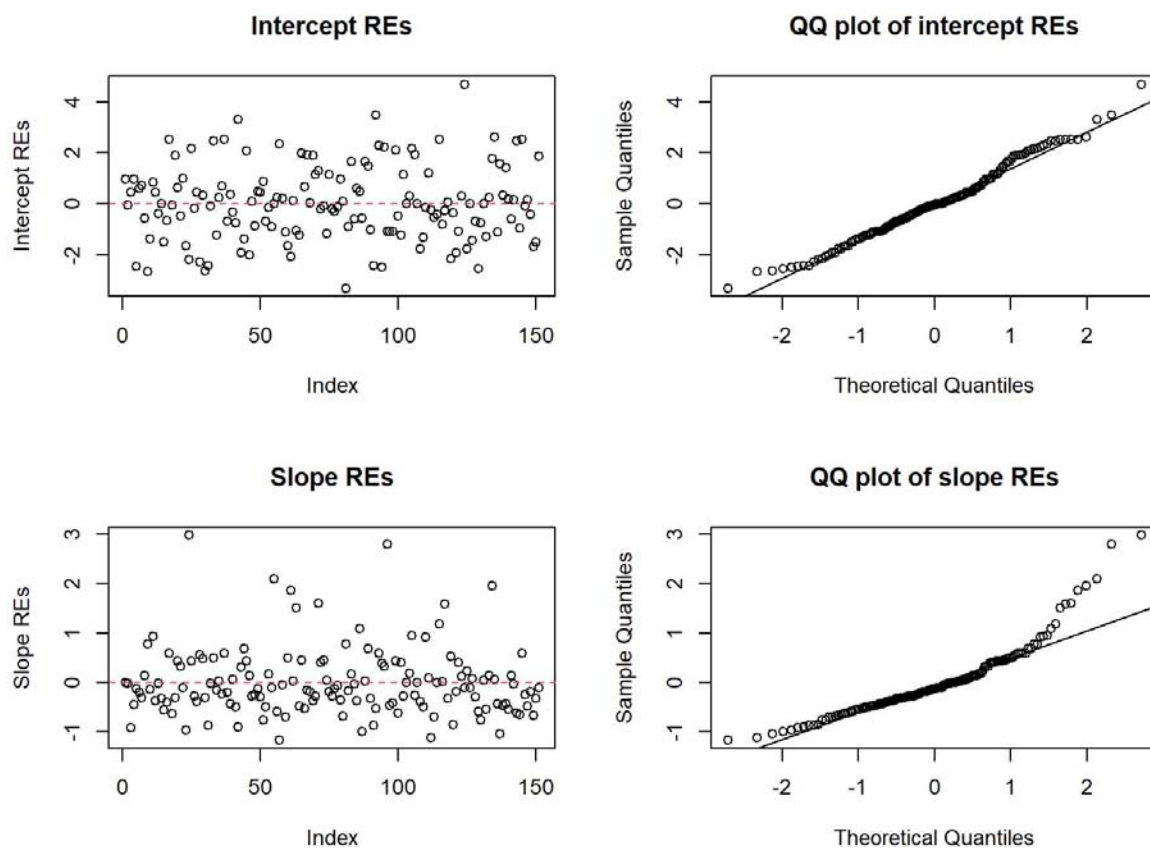 Intercept REs
QQ plot of intercept REs
Intercept REs
4
2
0
-2
0 50 100 150
Index
Sample Quantiles
4
2
0
-2
-2 -1 0 1 2
Theoretical Quantiles
Slope REs
QQ plot of slope REs
Slope REs
3
2
1
0
-1
0 50 100 150
Index
Sample Quantiles
3
2
1
0
-1
-2 -1 0 1 2
Theoretical Quantiles